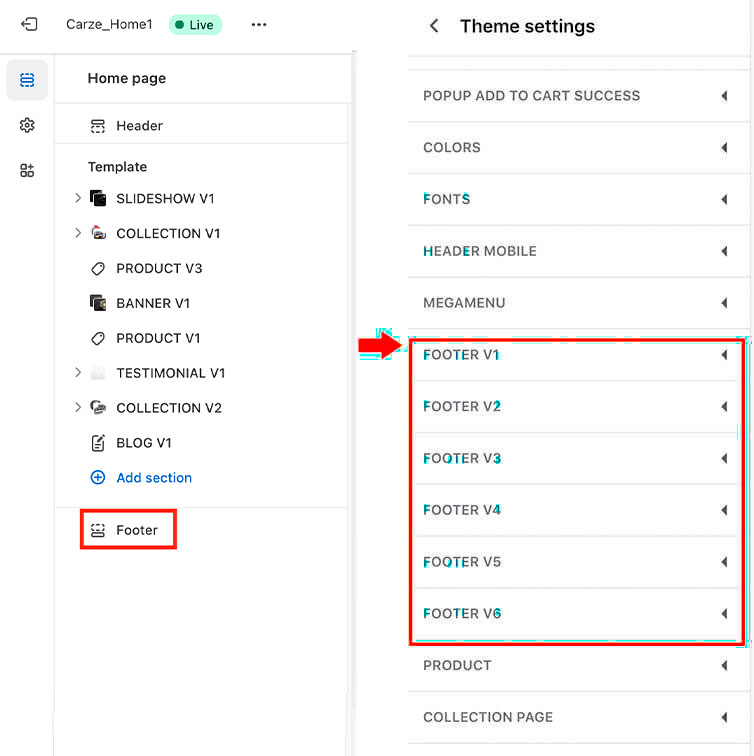 Carze_Home1 Live ...
Home page
Header
Template
SLIDESHOW V1
COLLECTION V1
PRODUCT V3
BANNER V1
PRODUCT V1
TESTIMONIAL V1
COLLECTION V2
BLOG V1
Add section
Footer
Theme settings
POPUP ADD TO CART SUCCESS
COLORS
FONTS
HEADER MOBILE
MEGAMENU
FOOTER V1
FOOTER V2
FOOTER V3
FOOTER V4
FOOTER V5
FOOTER V6
PRODUCT
COLLECTION PAGE